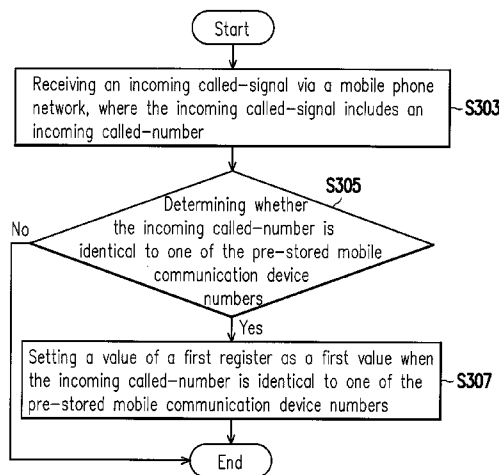 Start
Receiving an incoming called-signal via a mobile phone
network, where the incoming called-signal includes an
incoming called-number
S303
S305
Determining whether
the incoming called-number is
identical to one of the pre-stored mobile
communication device
numbers
No
Yes
Setting a value of a first register as a first value when
the incoming called-number is identical to one of the
pre-stored mobile communication device numbers
S307
End